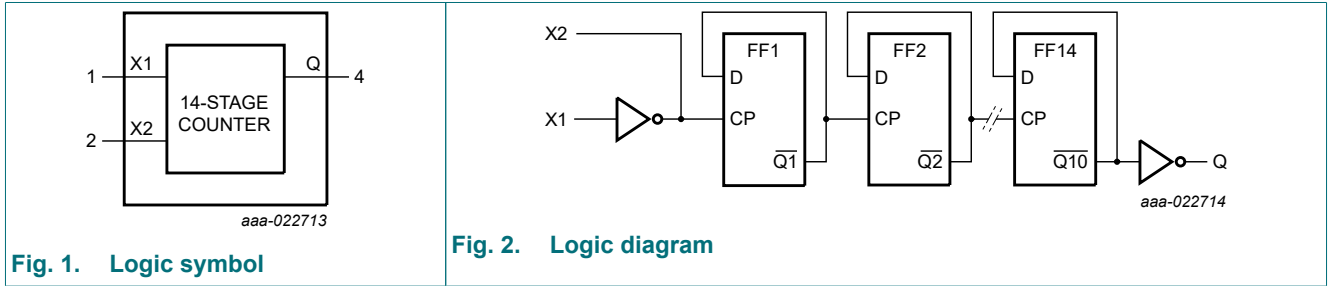 1
X1
Q
4
14-STAGE
COUNTER
2
X2
aaa-022713
Fig. 1. Logic symbol
X2
X1
FF1
D
CP
Q1
FF2
D
CP
Q2
FF14
D
CP
Q10
Q
aaa-022714
Fig. 2. Logic diagram